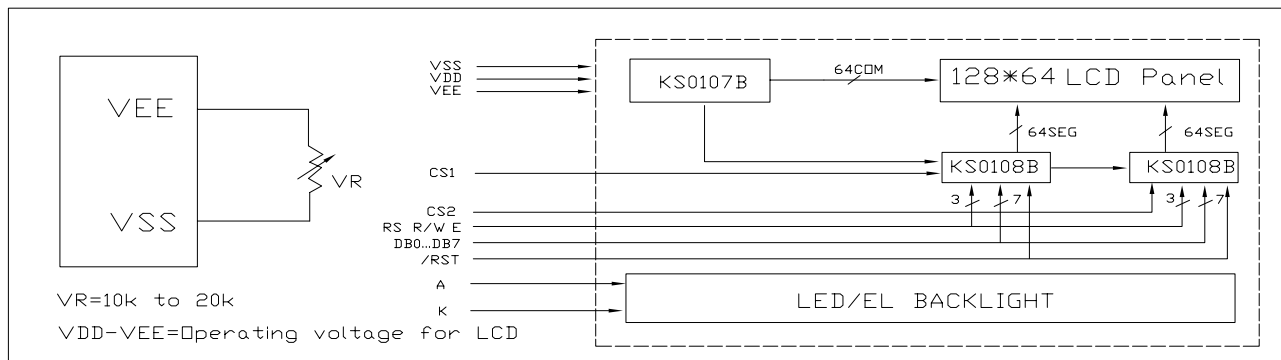 VEE
VSS
VR
VR=10k to 20k
VDD-VEE=Operating voltage for LCD
VSS
VDD
VEE
CS1
CS2
RS R/W E
DB0...DB7
/RST
A
K
KS0107B
64COM
128*64 LCD Panel
64SEG
64SEG
KS0108B
KS0108B
3
7
3
7
LED/EL BACKLIGHT